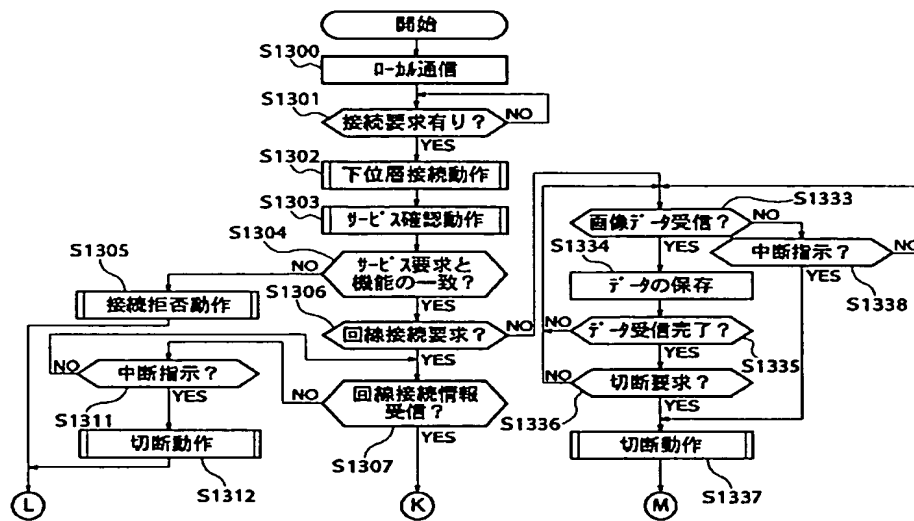 開始
S1300
ローカル通信
S1301
接続要求有り？
NO
YES
S1302
下位層接続動作
S1303
サービス確認動作
S1304
サービス要求と
機能の一致？
NO
YES
S1305
接続拒否動作
S1306
回線接続要求？
NO
YES
中断指示？
NO
YES
S1311
切断動作
S1312
回線接続情報
受信？
NO
YES
S1307
L
K
S1333
画像データ受信？
NO
YES
S1334
データの保存
中断指示？
NO
YES
S1338
データ受信完了？
NO
YES
S1335
切断要求？
NO
YES
S1336
切断動作
S1337
M